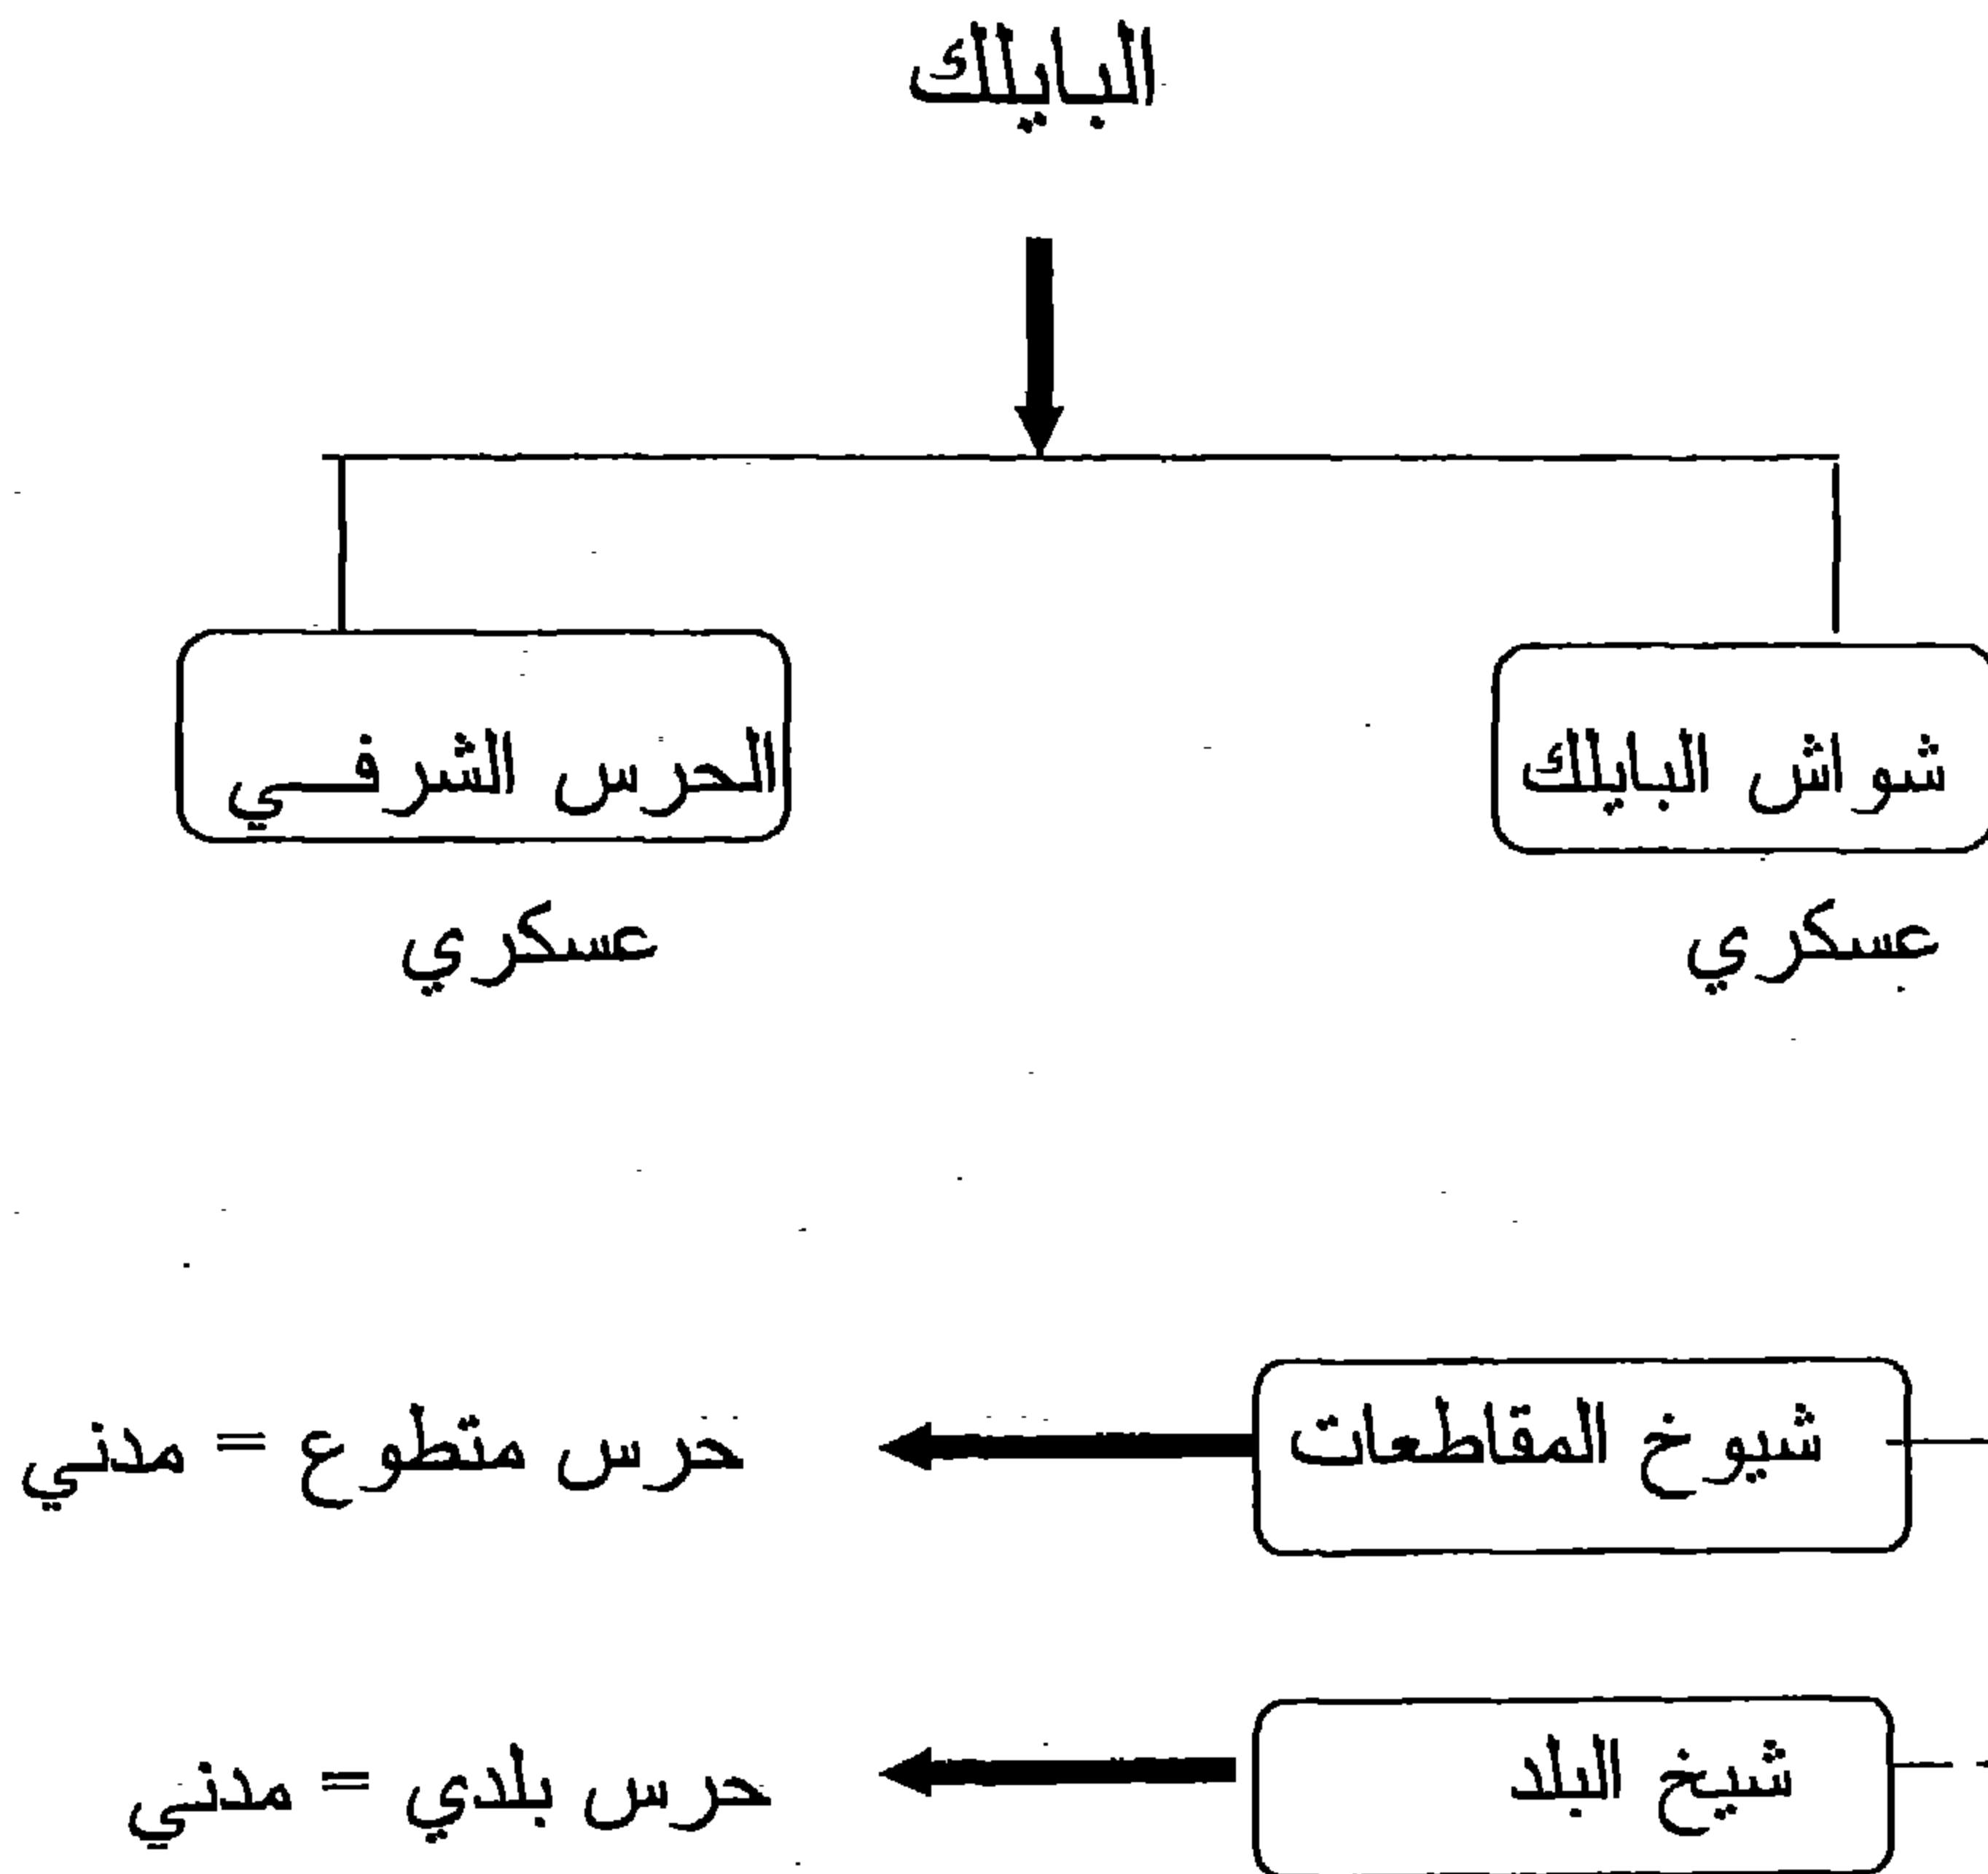 البايلك
شواش البايلك
الحرس الشرفي
عسكري
عسكري
شيوخ المقاطعات
حرس متطوع = مدني
شيخ البلد
حرس بلدي = مدني